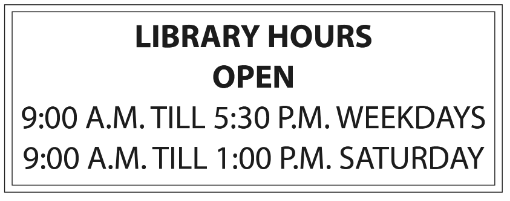 LIBRARY HOURS
OPEN
9:00 A.M. TILL 5:30 P.M. WEEKDAYS
9:00 A.M. TILL 1:00 P.M. SATURDAY